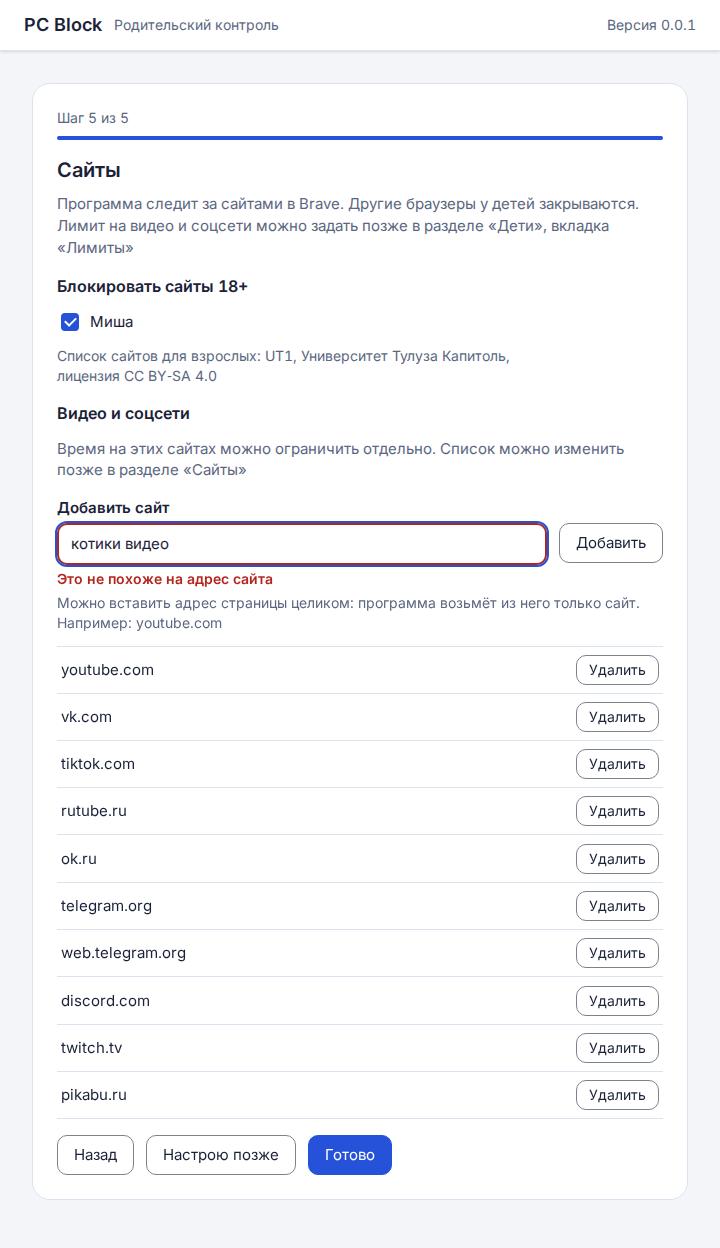 PC Block Родительский контроль Версия 0.0.1
Шаг 5 из 5
Сайты
Программа следит за сайтами в Brave. Другие браузеры у детей закрываются.
Лимит на видео и соцсети можно задать позже в разделе «Дети», вкладка
«Лимиты»
Блокировать сайты 18+
Миша
Список сайтов для взрослых: UT1, Университет Тулуза Капитоль,
лицензия CC BY-SA 4.0
Видео и соцсети
Время на этих сайтах можно ограничить отдельно. Список можно изменить
позже в разделе «Сайты»
Добавить сайт
котики видео Добавить
Это не похоже на адрес сайта
Можно вставить адрес страницы целиком: программа возьмёт из него только сайт.
Например: youtube.com
youtube.com Удалить
vk.com Удалить
tiktok.com Удалить
rutube.ru Удалить
ok.ru Удалить
telegram.org Удалить
web.telegram.org Удалить
discord.com Удалить
twitch.tv Удалить
pikabu.ru Удалить
Назад Настрою позже Готово